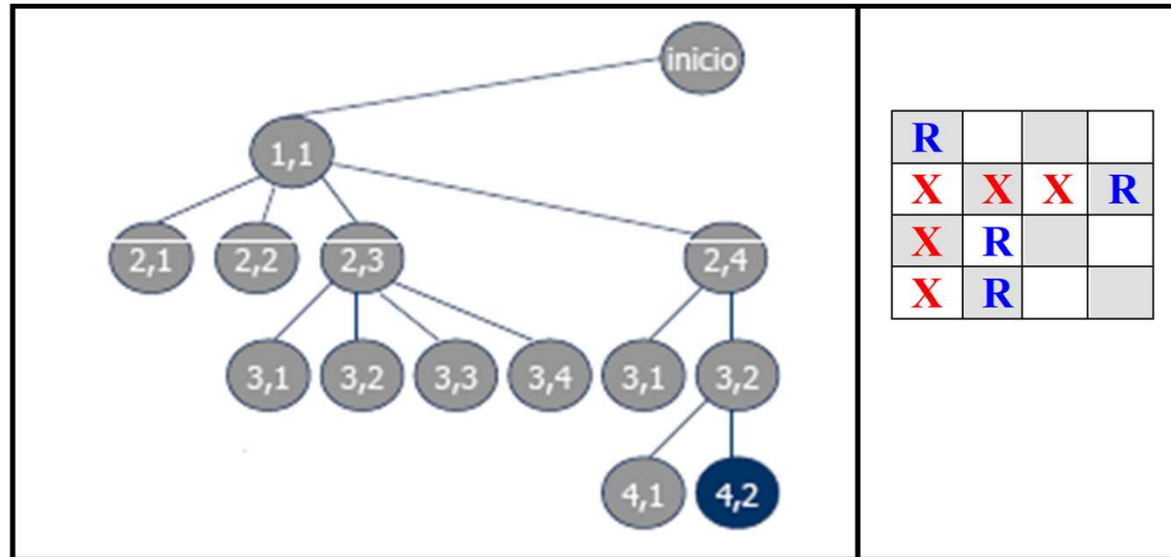 inicio
1,1
2,1 2,2 2,3 2,4
3,1 3,2 3,3 3,4 3,1 3,2
4,1 4,2
R
X X X R
X R
X R